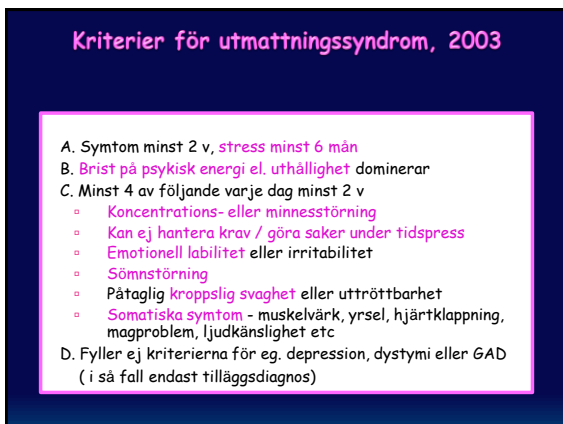 Kriterier för utmattningssyndrom, 2003
A. Symtom minst 2 v, stress minst 6 mån
B. Brist på psykisk energi el. uthållighet dominerar
C. Minst 4 av följande varje dag minst 2 v
▫ Koncentrations- eller minnesstörning
▫ Kan ej hantera krav / göra saker under tidspress
▫ Emotionell labilitet eller irritabilitet
▫ Sömnstörning
▫ Påtaglig kroppslig svaghet eller uttröttbarhet
▫ Somatiska symtom - muskelvärk, yrsel, hjärtklappning,
magproblem, ljudkänslighet etc
D. Fyller ej kriterierna för eg. depression, dystymi eller GAD
( i så fall endast tilläggsdiagnos)